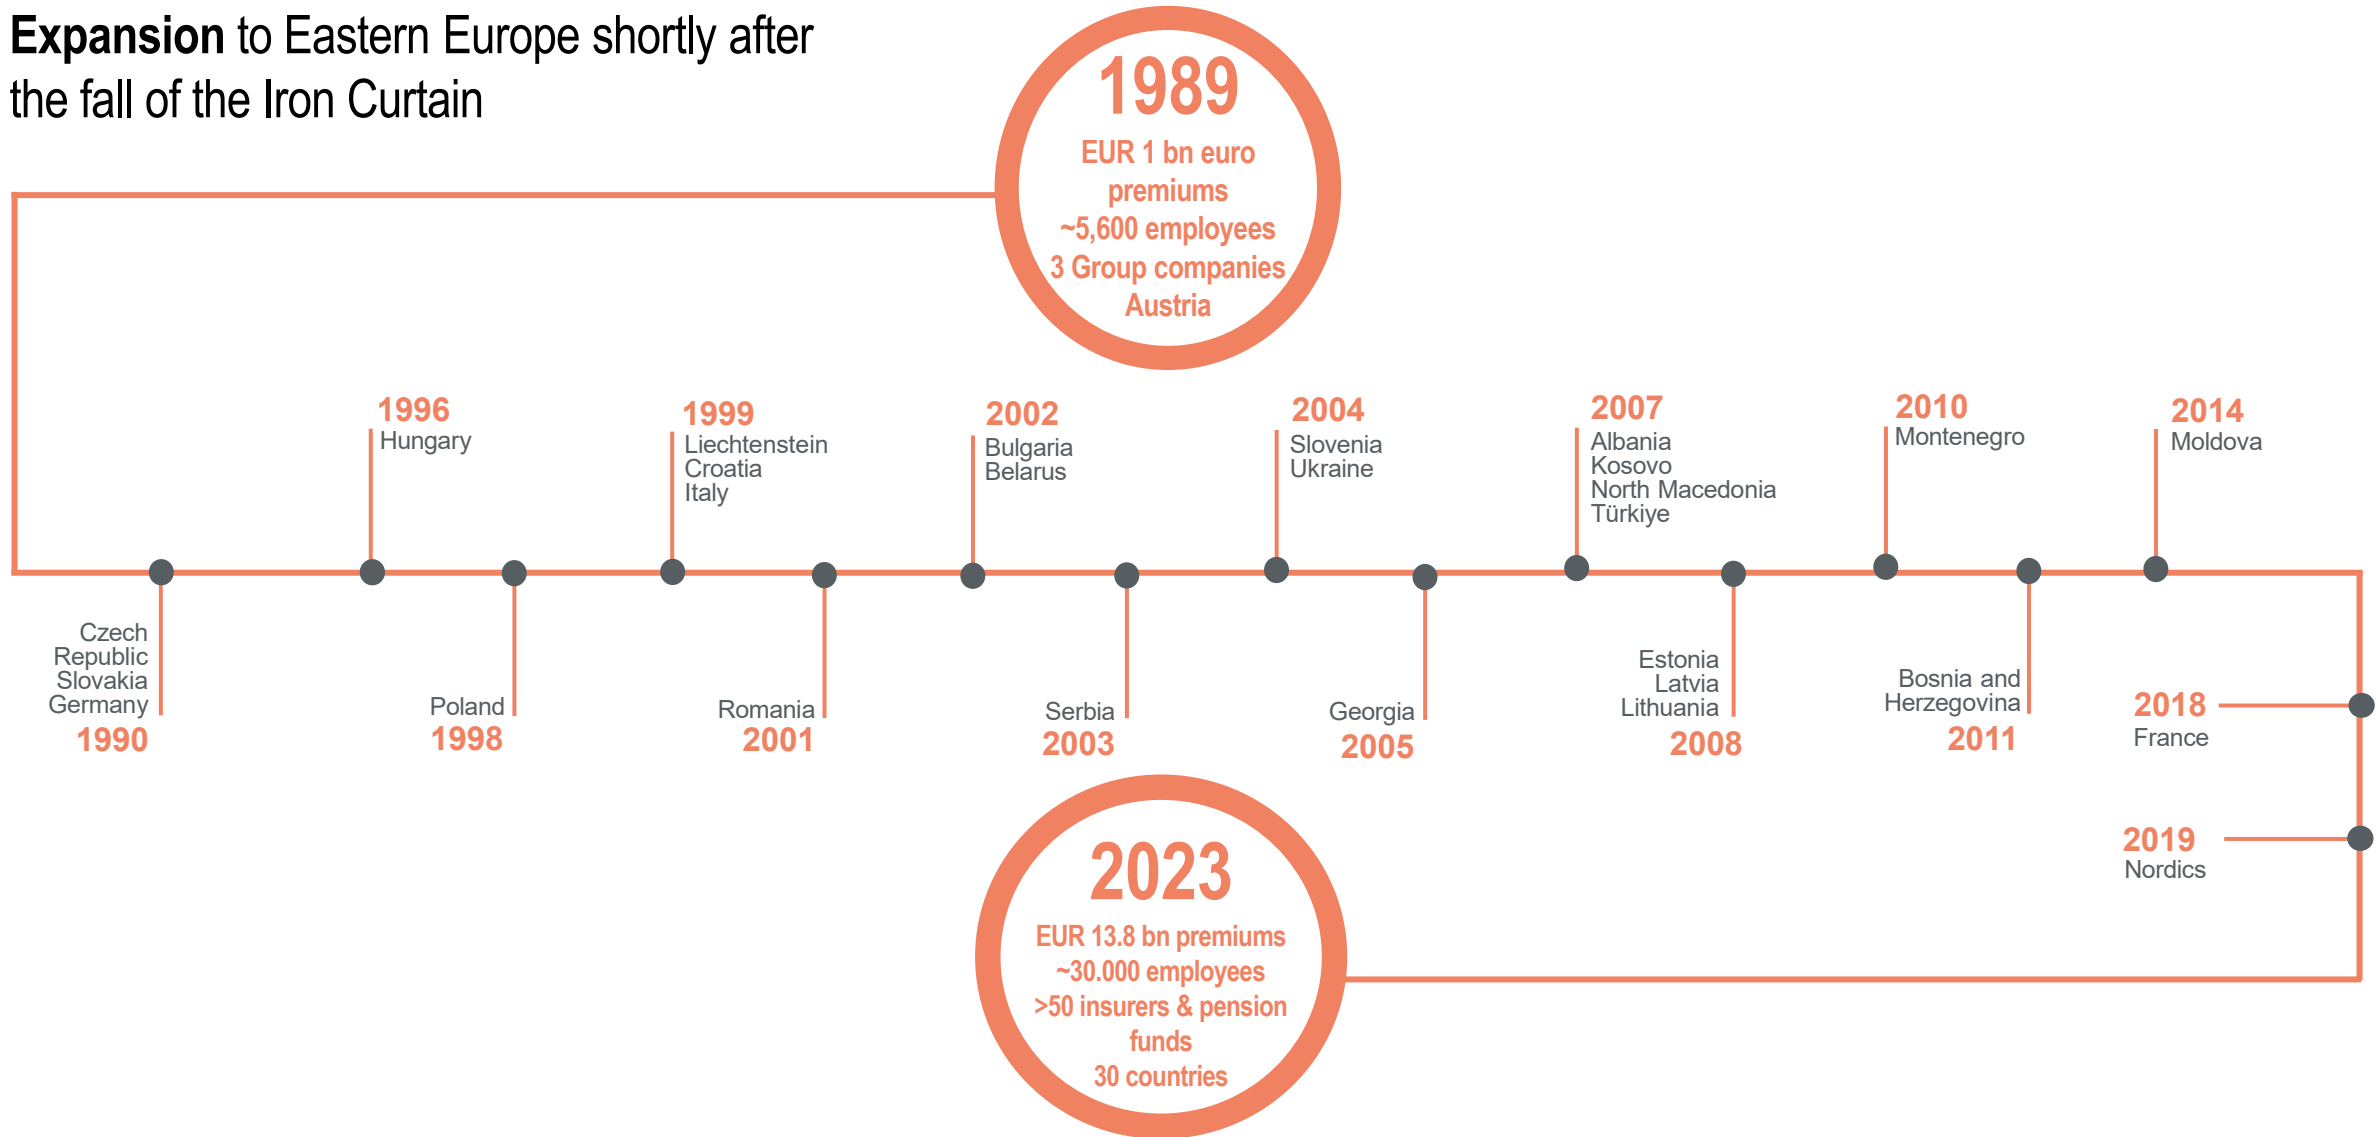 Expansion to Eastern Europe shortly after
the fall of the Iron Curtain
1989
EUR 1 bn euro
premiums
~5,600 employees
3 Group companies
Austria
1996
Hungary
1999
Liechtenstein
Croatia
Italy
2002
Bulgaria
Belarus
2004
Slovenia
Ukraine
2007
Albania
Kosovo
North Macedonia
Türkiye
2010
Montenegro
2014
Moldova
Czech
Republic
Slovakia
Germany
1990
Poland
1998
Romania
2001
Serbia
2003
Georgia
2005
Estonia
Latvia
Lithuania
2008
Bosnia and
Herzegovina
2011
2018
France
2019
Nordics
2023
EUR 13.8 bn premiums
~30.000 employees
>50 insurers & pension
funds
30 countries